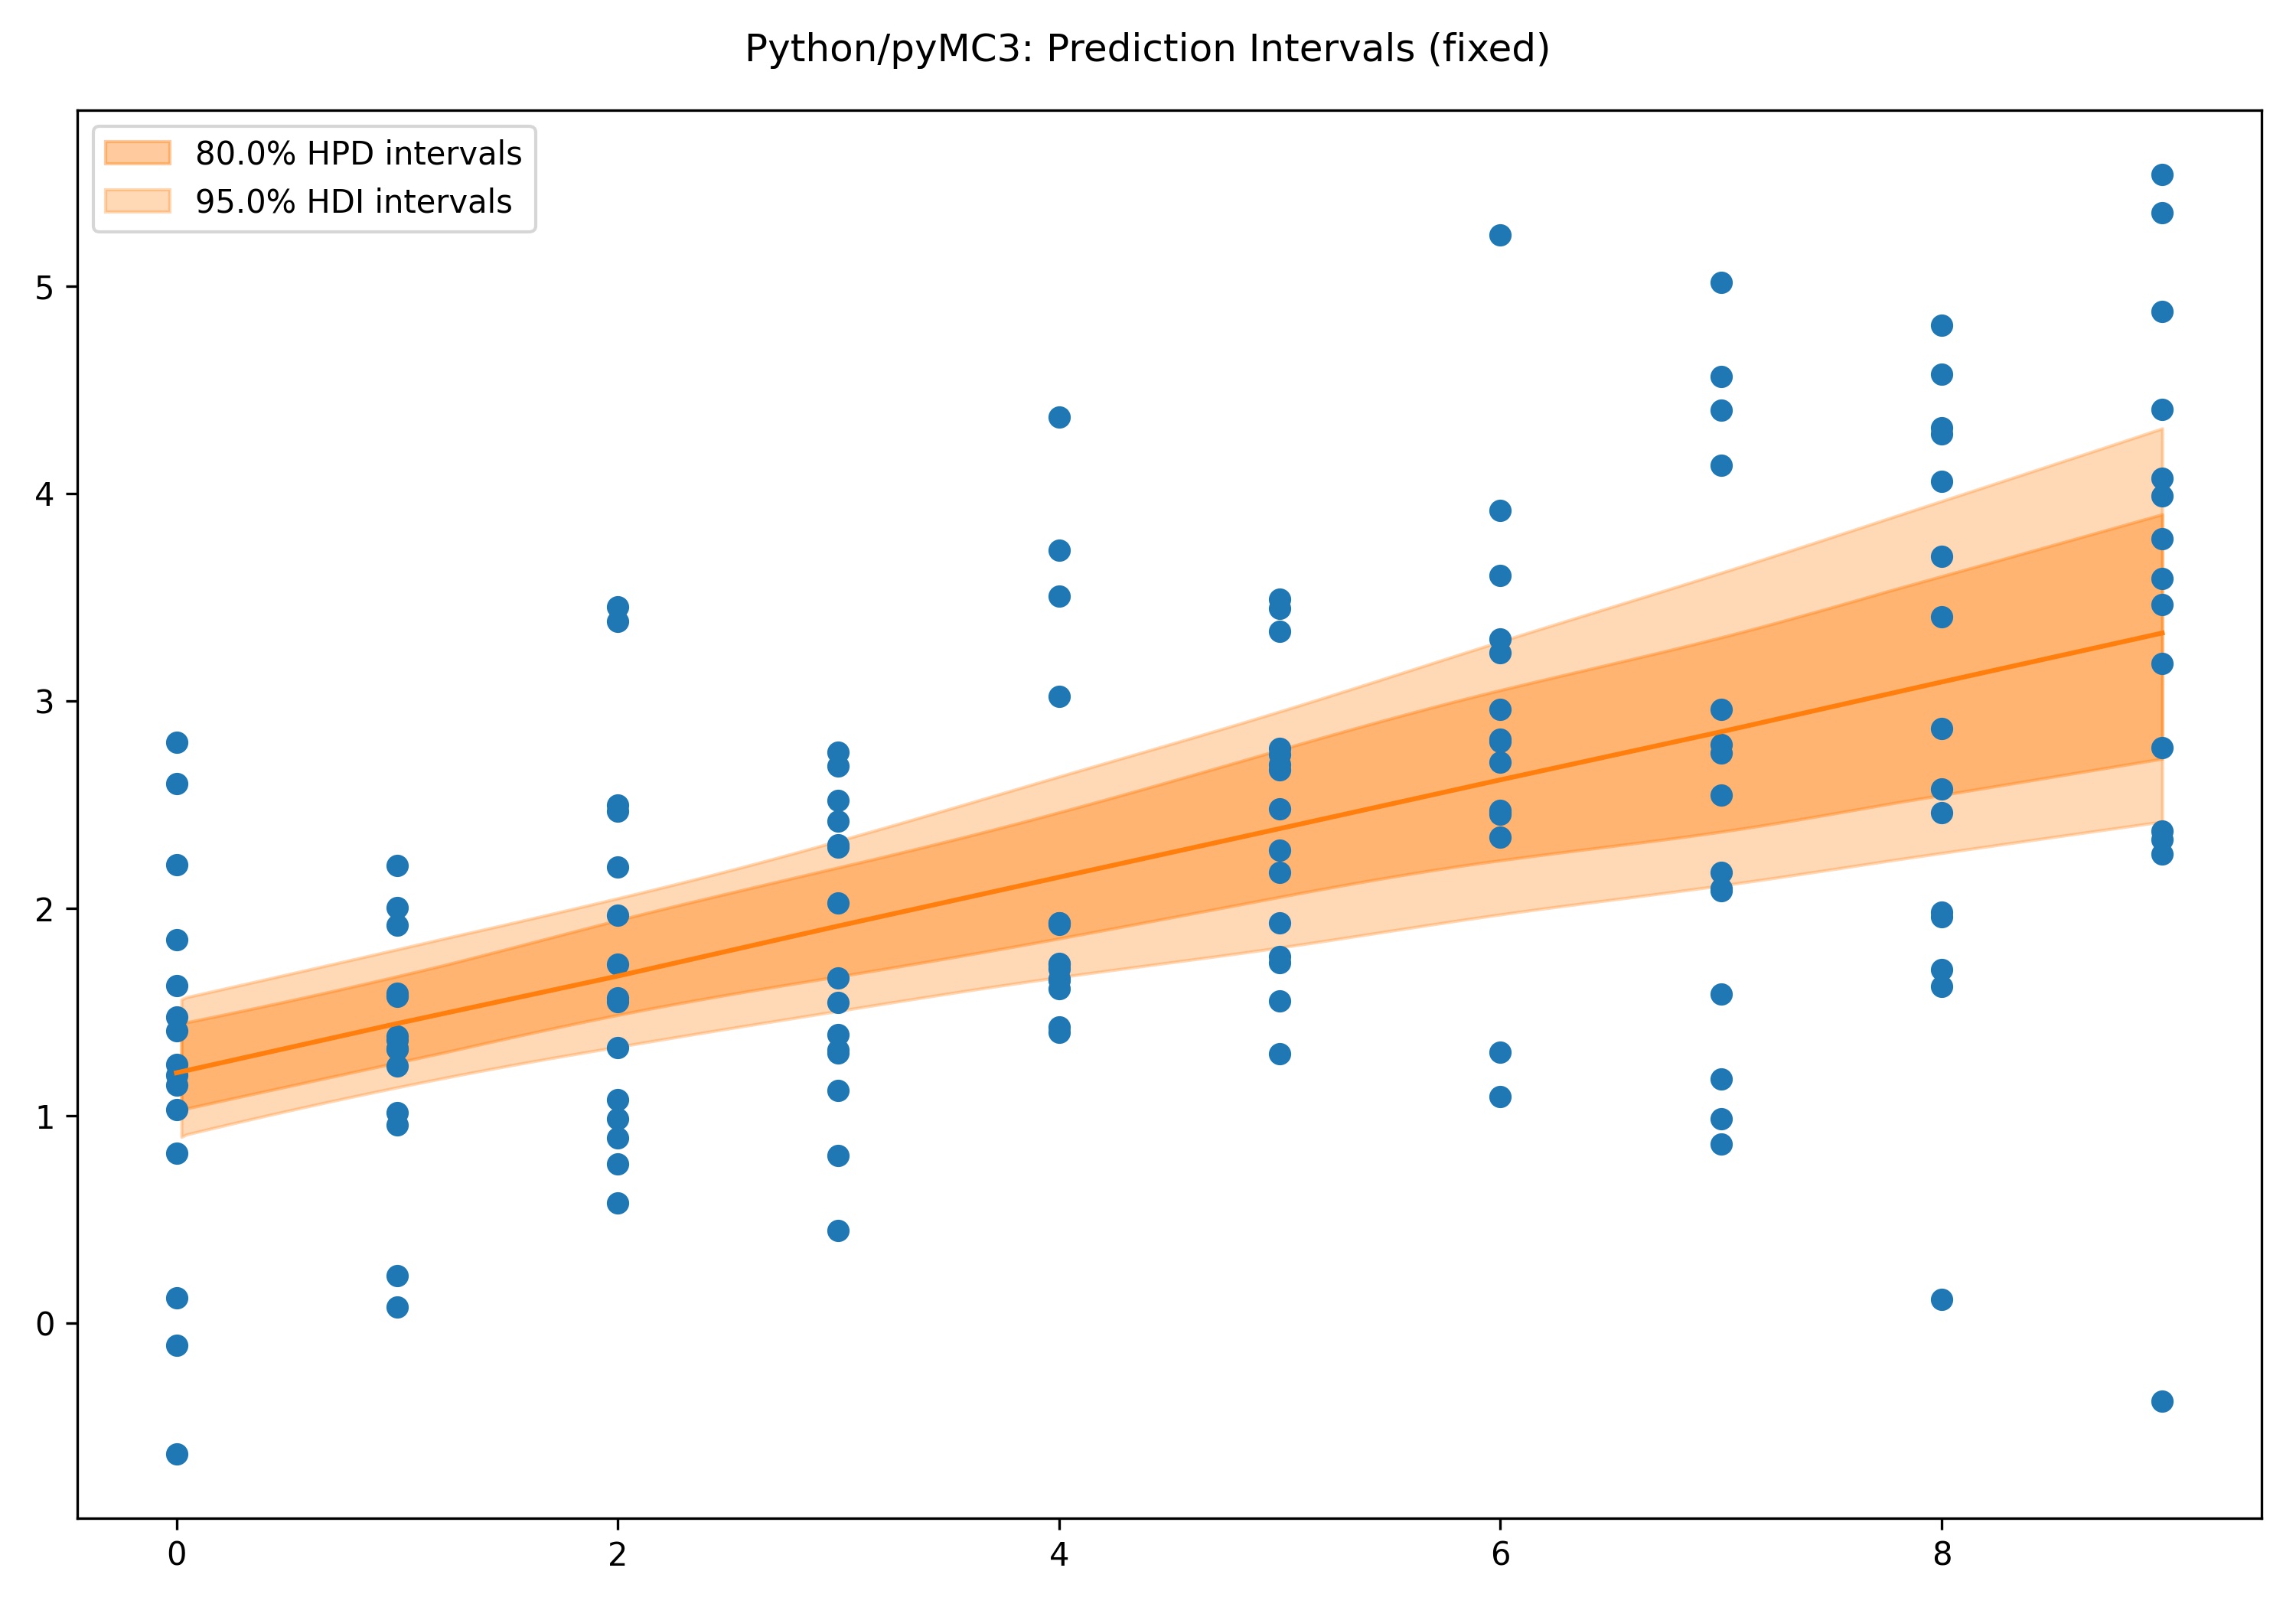 Python/pyMC3: Prediction Intervals (fixed)
80.0% HPD intervals
95.0% HDI intervals
5
4
3
2
1
0
0 2 4 6 8